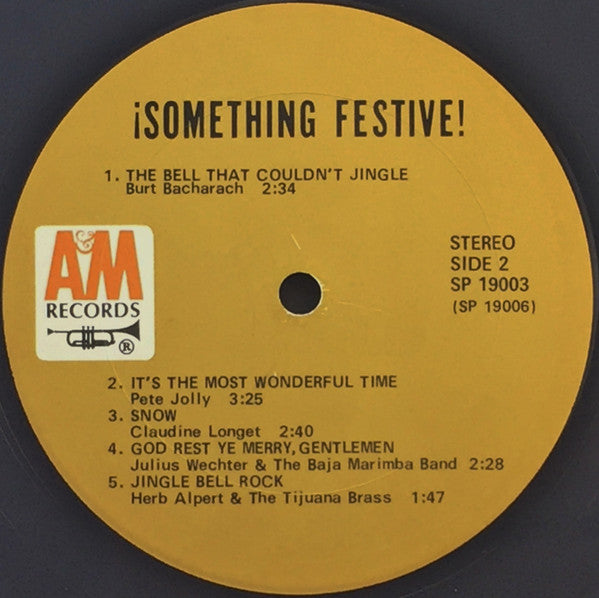 ¡SOMETHING FESTIVE!
1. THE BELL THAT COULDN'T JINGLE
Burt Bacharach 2:34
A&M
RECORDS
®
STEREO
SIDE 2
SP 19003
(SP 19006)
2. IT'S THE MOST WONDERFUL TIME
Pete Jolly 3:25
3. SNOW
Claudine Longet 2:40
4. GOD REST YE MERRY, GENTLEMEN
Julius Wechter & The Baja Marimba Band 2:28
5. JINGLE BELL ROCK
Herb Alpert & The Tijuana Brass 1:47